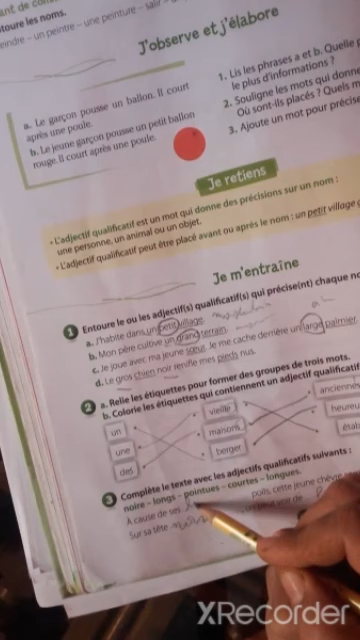 toure les noms.
eindre – un peintre – une peinture – salir
J'observe et j'élabore
a. Le garçon pousse un ballon. Il court
après une poule.
b. Le jeune garçon pousse un petit ballon
rouge. Il court après une poule.
1. Lis les phrases a et b. Quelle p
le plus d'informations ?
2. Souligne les mots qui donne
Où sont-ils placés ? Quels m
3. Ajoute un mot pour précise
Je retiens
• L'adjectif qualificatif est un mot qui donne des précisions sur un nom :
une personne, un animal ou un objet.
• L'adjectif qualificatif peut être placé avant ou après le nom : un petit village
Je m'entraîne
1 Entoure le ou les adjectif(s) qualificatif(s) qui précise(nt) chaque no
a. J'habite dans un petit village.
b. Mon père cultive un grand terrain.
c. Je joue avec ma jeune sœur. Je me cache derrière un large palmier.
d. Le gros chien noir renifle mes pieds nus.
2 a. Relie les étiquettes pour former des groupes de trois mots.
b. Colorie les étiquettes qui contiennent un adjectif qualificatif
un
une
des
vieille
maisons
berger
ancienne
heureu
étab
3 Complète le texte avec les adjectifs qualificatifs suivants :
noire – longs – pointues – courtes – longues.
À cause de ses
poils, cette jeune chèvre
Sur sa tête
XRecorder